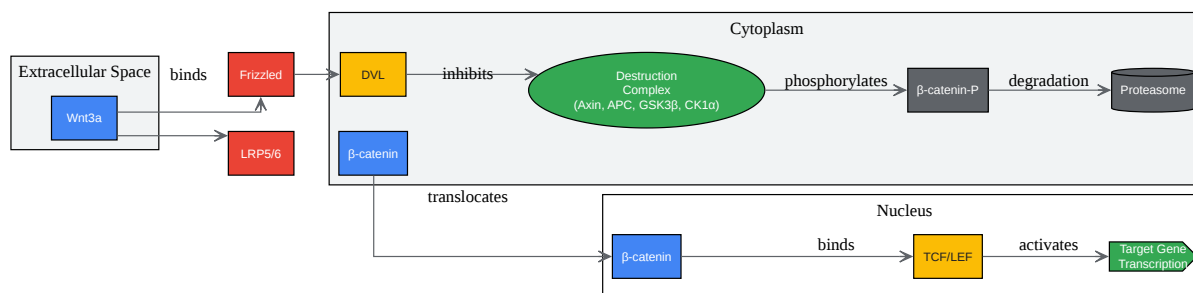 Cytoplasm
Extracellular Space
binds
Frizzled
DVL
inhibits
Destruction
Complex
(Axin, APC, GSK3β, CK1α)
phosphorylates
β-catenin-P
degradation
Proteasome
Wnt3a
LRP5/6
β-catenin
translocates
Nucleus
β-catenin
binds
TCF/LEF
activates
Target Gene
Transcription